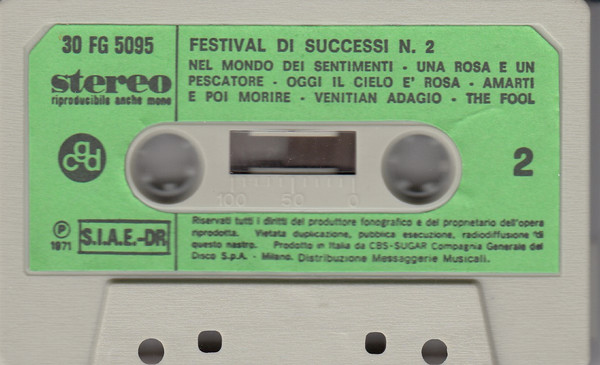 30 FG 5095
stereo
riproducibile anche mono
FESTIVAL DI SUCCESSI N. 2
NEL MONDO DEI SENTIMENTI - UNA ROSA E UN
PESCATORE - OGGI IL CIELO E' ROSA - AMARTI
E POI MORIRE - VENITIAN ADAGIO - THE FOOL
cgd
100 50 0
2
P
1971
S.I.A.E.-DR
Riservati tutti i diritti del produttore fonografico e del proprietario dell'opera
riprodotta. Vietata duplicazione, pubblica esecuzione, radiodiffusione di
questo nastro. Prodotto in Italia da CBS-SUGAR Compagnia Generale del
Disco S.p.A. - Milano. Distribuzione Messaggerie Musicali.